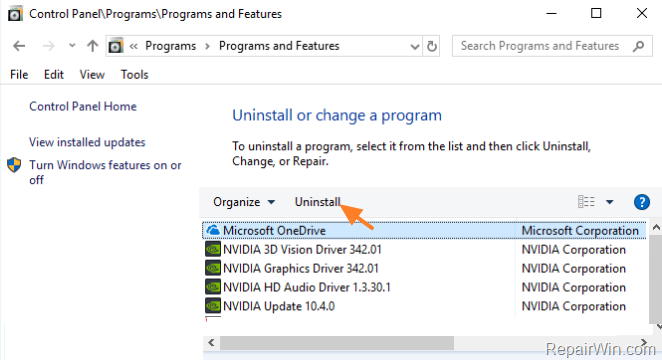 Control Panel\Programs\Programs and Features
« Programs > Programs and Features
Search Programs and Features
File Edit View Tools
Control Panel Home
View installed updates
Turn Windows features on or
off
Uninstall or change a program
To uninstall a program, select it from the list and then click Uninstall,
Change, or Repair.
Organize Uninstall ?
Microsoft OneDrive Microsoft Corporation
NVIDIA 3D Vision Driver 342.01 NVIDIA Corporation
NVIDIA Graphics Driver 342.01 NVIDIA Corporation
NVIDIA HD Audio Driver 1.3.30.1 NVIDIA Corporation
NVIDIA Update 10.4.0 NVIDIA Corporation
RepairWin.com